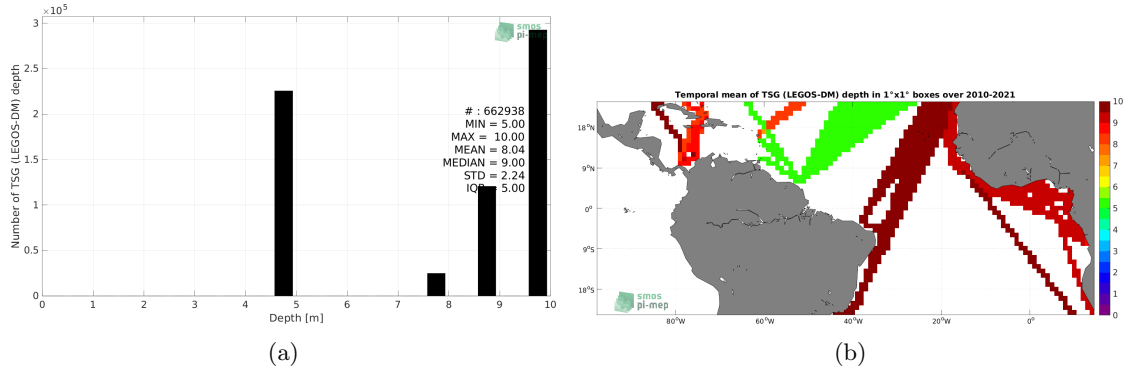 ×10⁵
3
2.5
2
1.5
1
0.5
0
Number of TSG (LEGOS-DM) depth
smos
pi-mep
# : 662938
MIN = 5.00
MAX = 10.00
MEAN = 8.04
MEDIAN = 9.00
STD = 2.24
IQR = 5.00
0 1 2 3 4 5 6 7 8 9 10
Depth [m]
(a)
Temporal mean of TSG (LEGOS-DM) depth in 1°x1° boxes over 2010-2021
18°N
9°N
0°
9°S
18°S
smos
pi-mep
80°W 60°W 40°W 20°W 0°
10
9
8
7
6
5
4
3
2
1
0
(b)